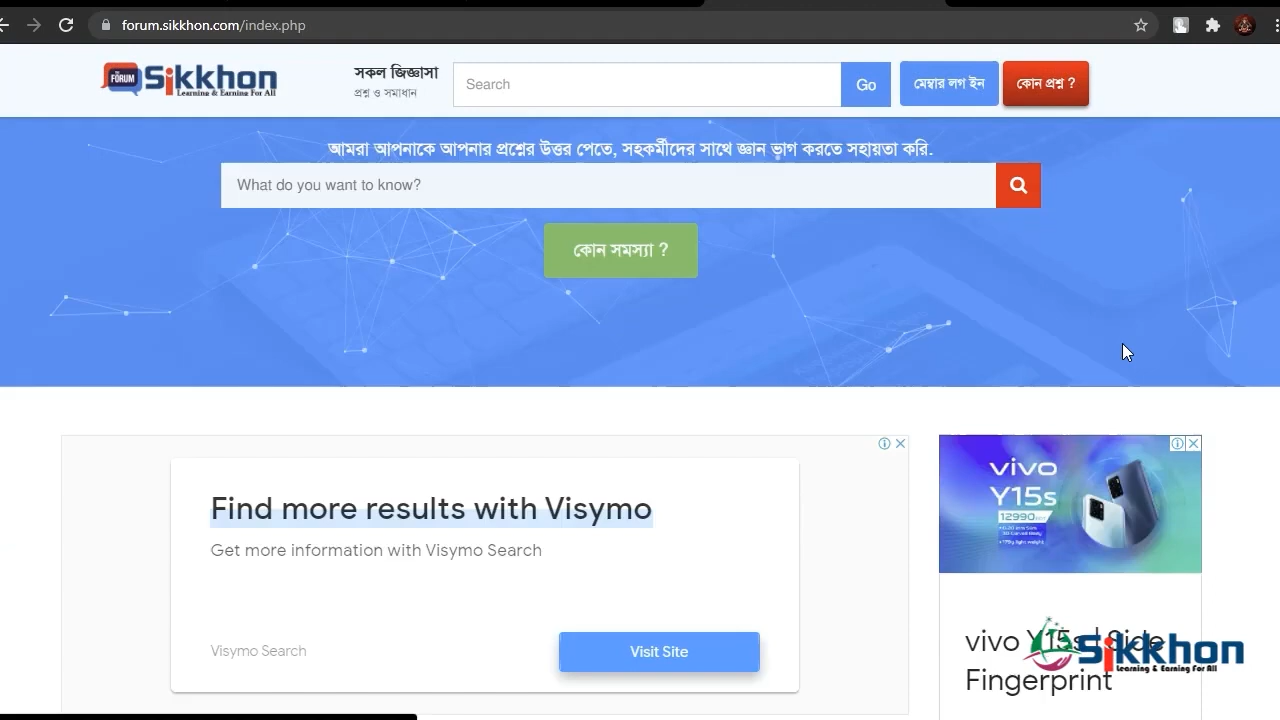 forum.sikkhon.com/index.php
THE FORUM
Sikkhon
Learning & Earning For All
সকল জিজ্ঞাসা
প্রশ্ন ও সমাধান
Search
Go
মেম্বার লগ ইন
কোন প্রশ্ন ?
আমরা আপনাকে আপনার প্রশ্নের উত্তর পেতে, সহকর্মীদের সাথে জ্ঞান ভাগ করতে সহায়তা করি.
What do you want to know?
কোন সমস্যা ?
Find more results with Visymo
Get more information with Visymo Search
Visymo Search
Visit Site
vivo
Y15s
12990
vivo Y15s | Side
Fingerprint
Sikkhon
Learning & Earning For All